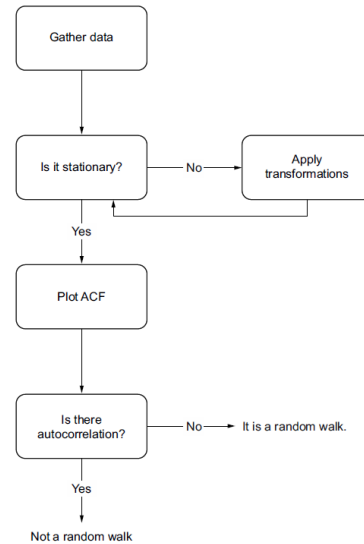 Gather data
Is it stationary?
No
Apply
transformations
Yes
Plot ACF
Is there
autocorrelation?
No
It is a random walk.
Yes
Not a random walk